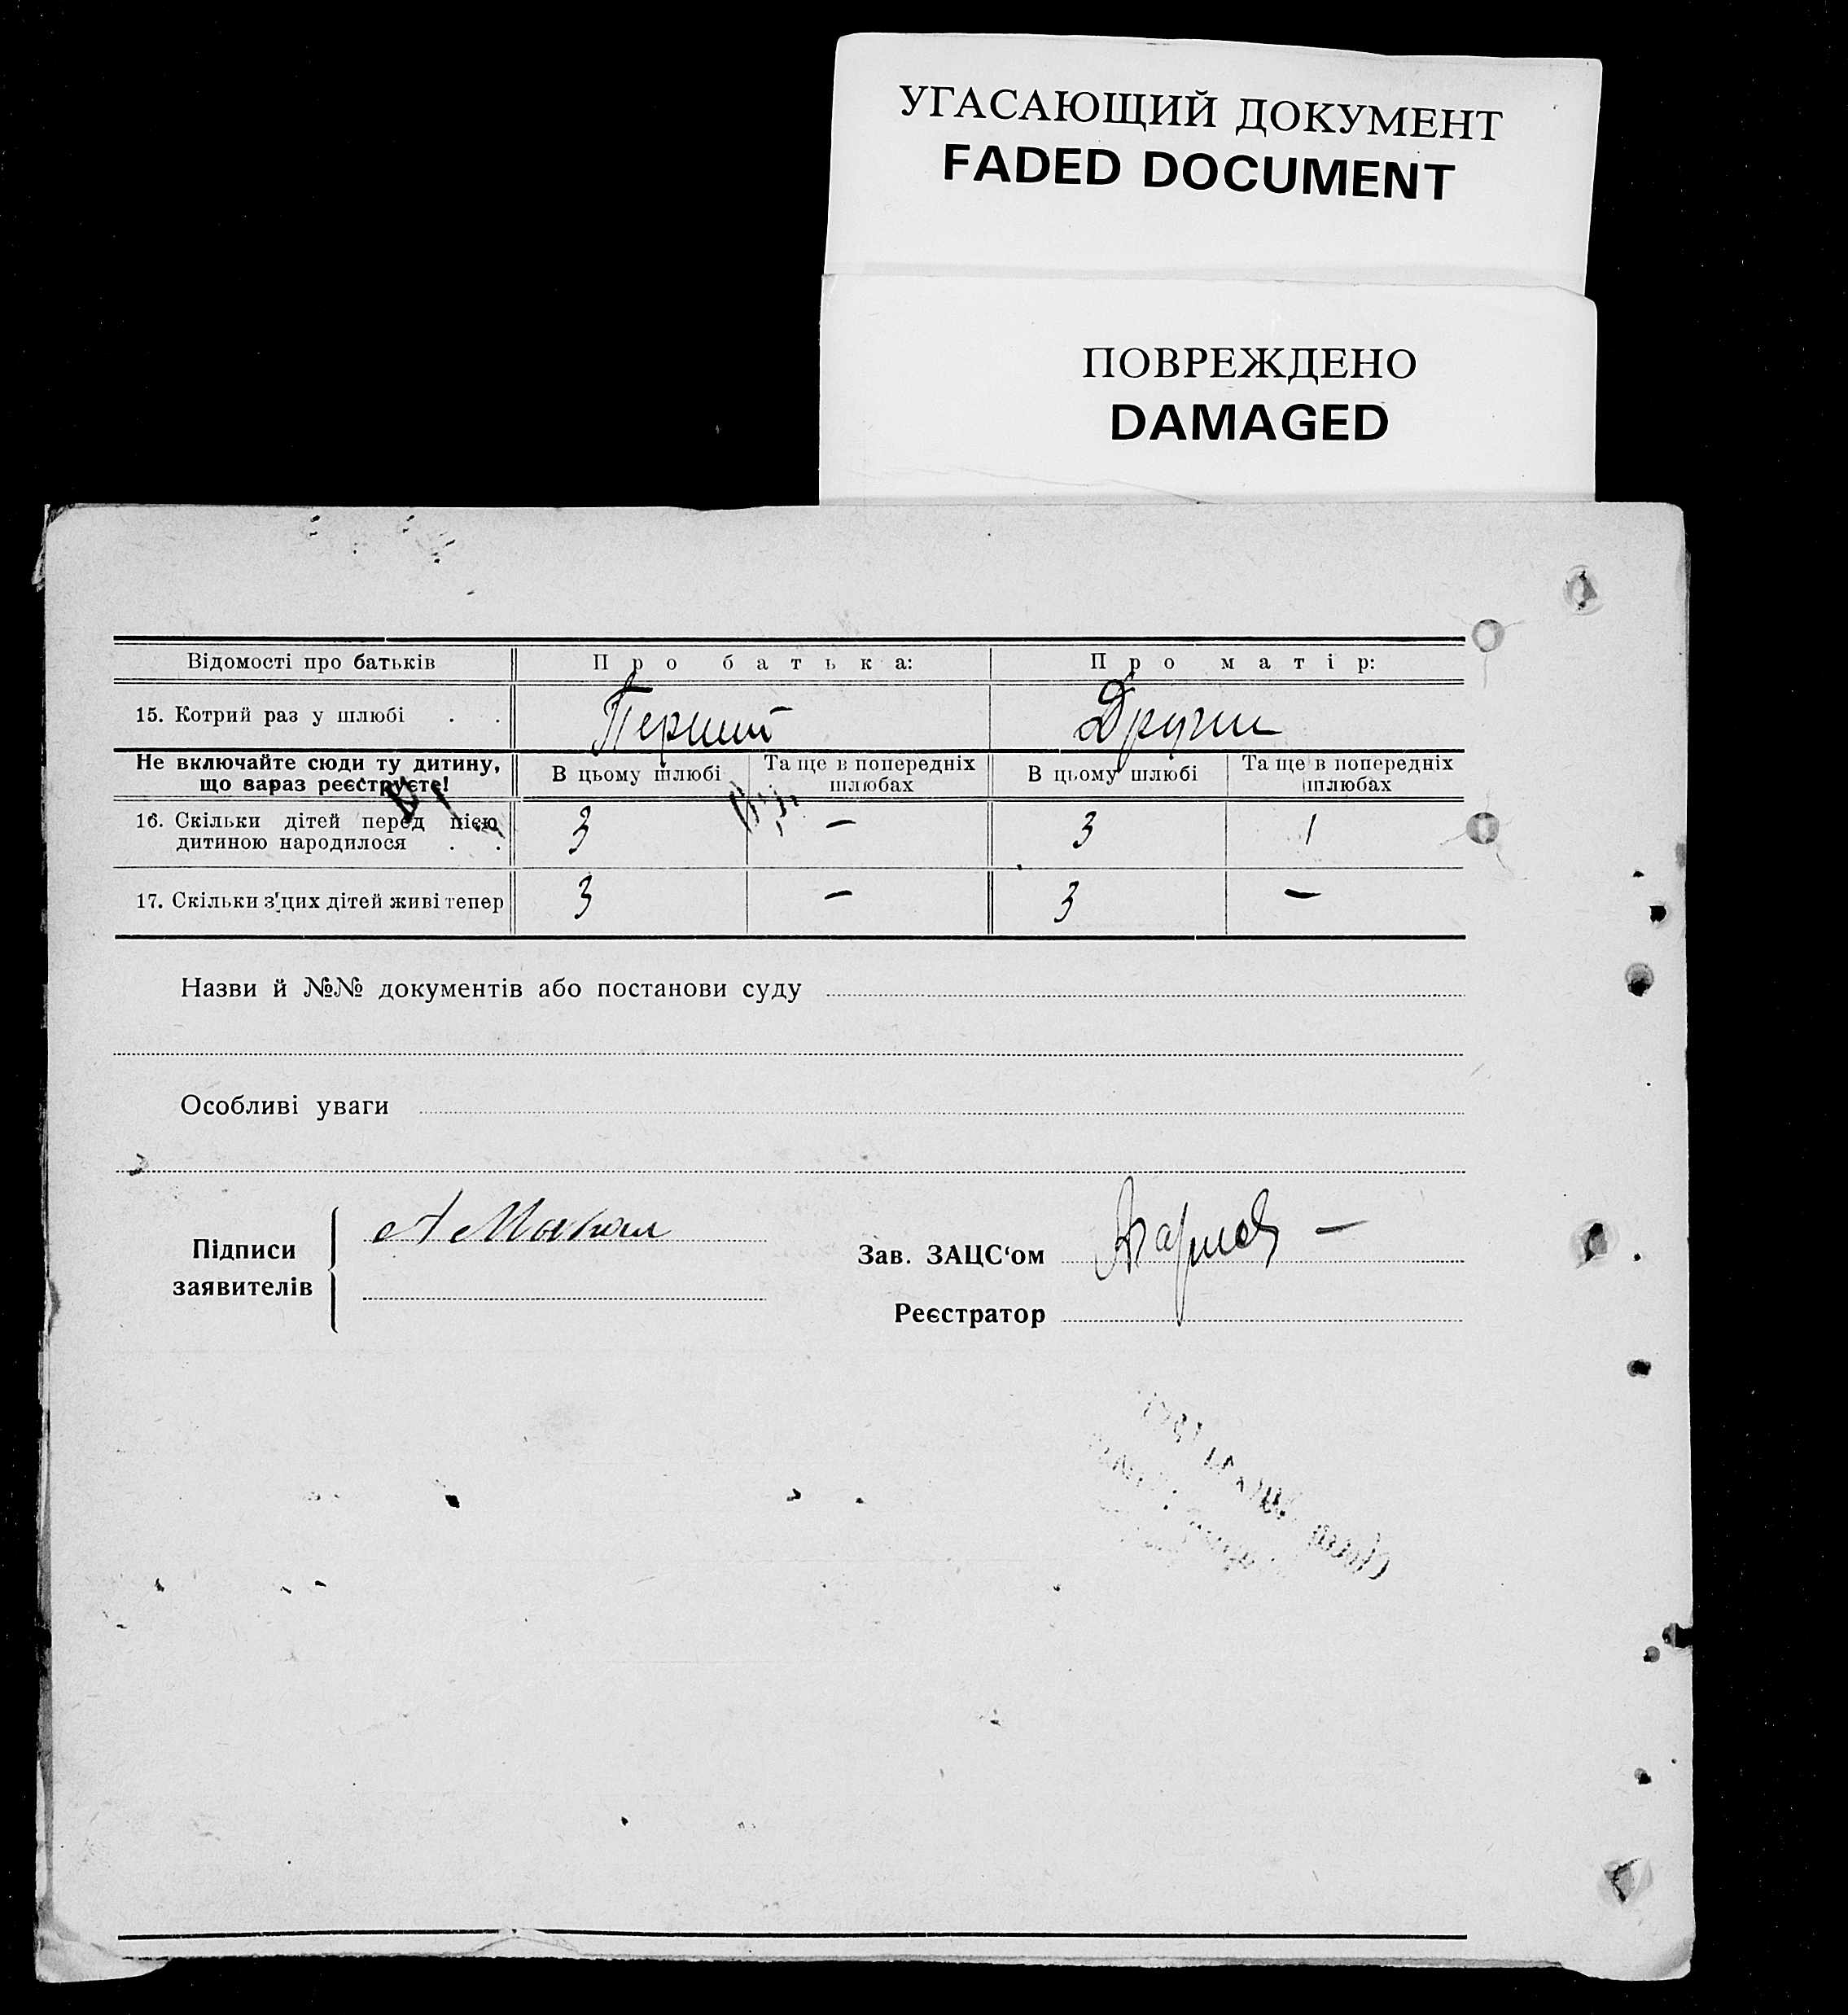 УГАСАЮЩИЙ ДОКУМЕНТ
FADED DOCUMENT
ПОВРЕЖДЕНО
DAMAGED
Відомості про батьків Про батька: Про матір:
15. Котрий раз у шлюбі . . Перший Други
Не включайте сюди ту дитину, що зараз реєструєте! В цьому шлюбі Та ще в попередніх шлюбах В цьому шлюбі Та ще в попередніх шлюбах
16. Скільки дітей перед цією
дитиною народилося . . 3 — 3 1
17. Скільки з цих дітей живі тепер 3 — 3 —
Назви й №№ документів або постанови суду
Особливі уваги
Підписи
заявителів
Зав. ЗАЦС‘ом
Реєстратор